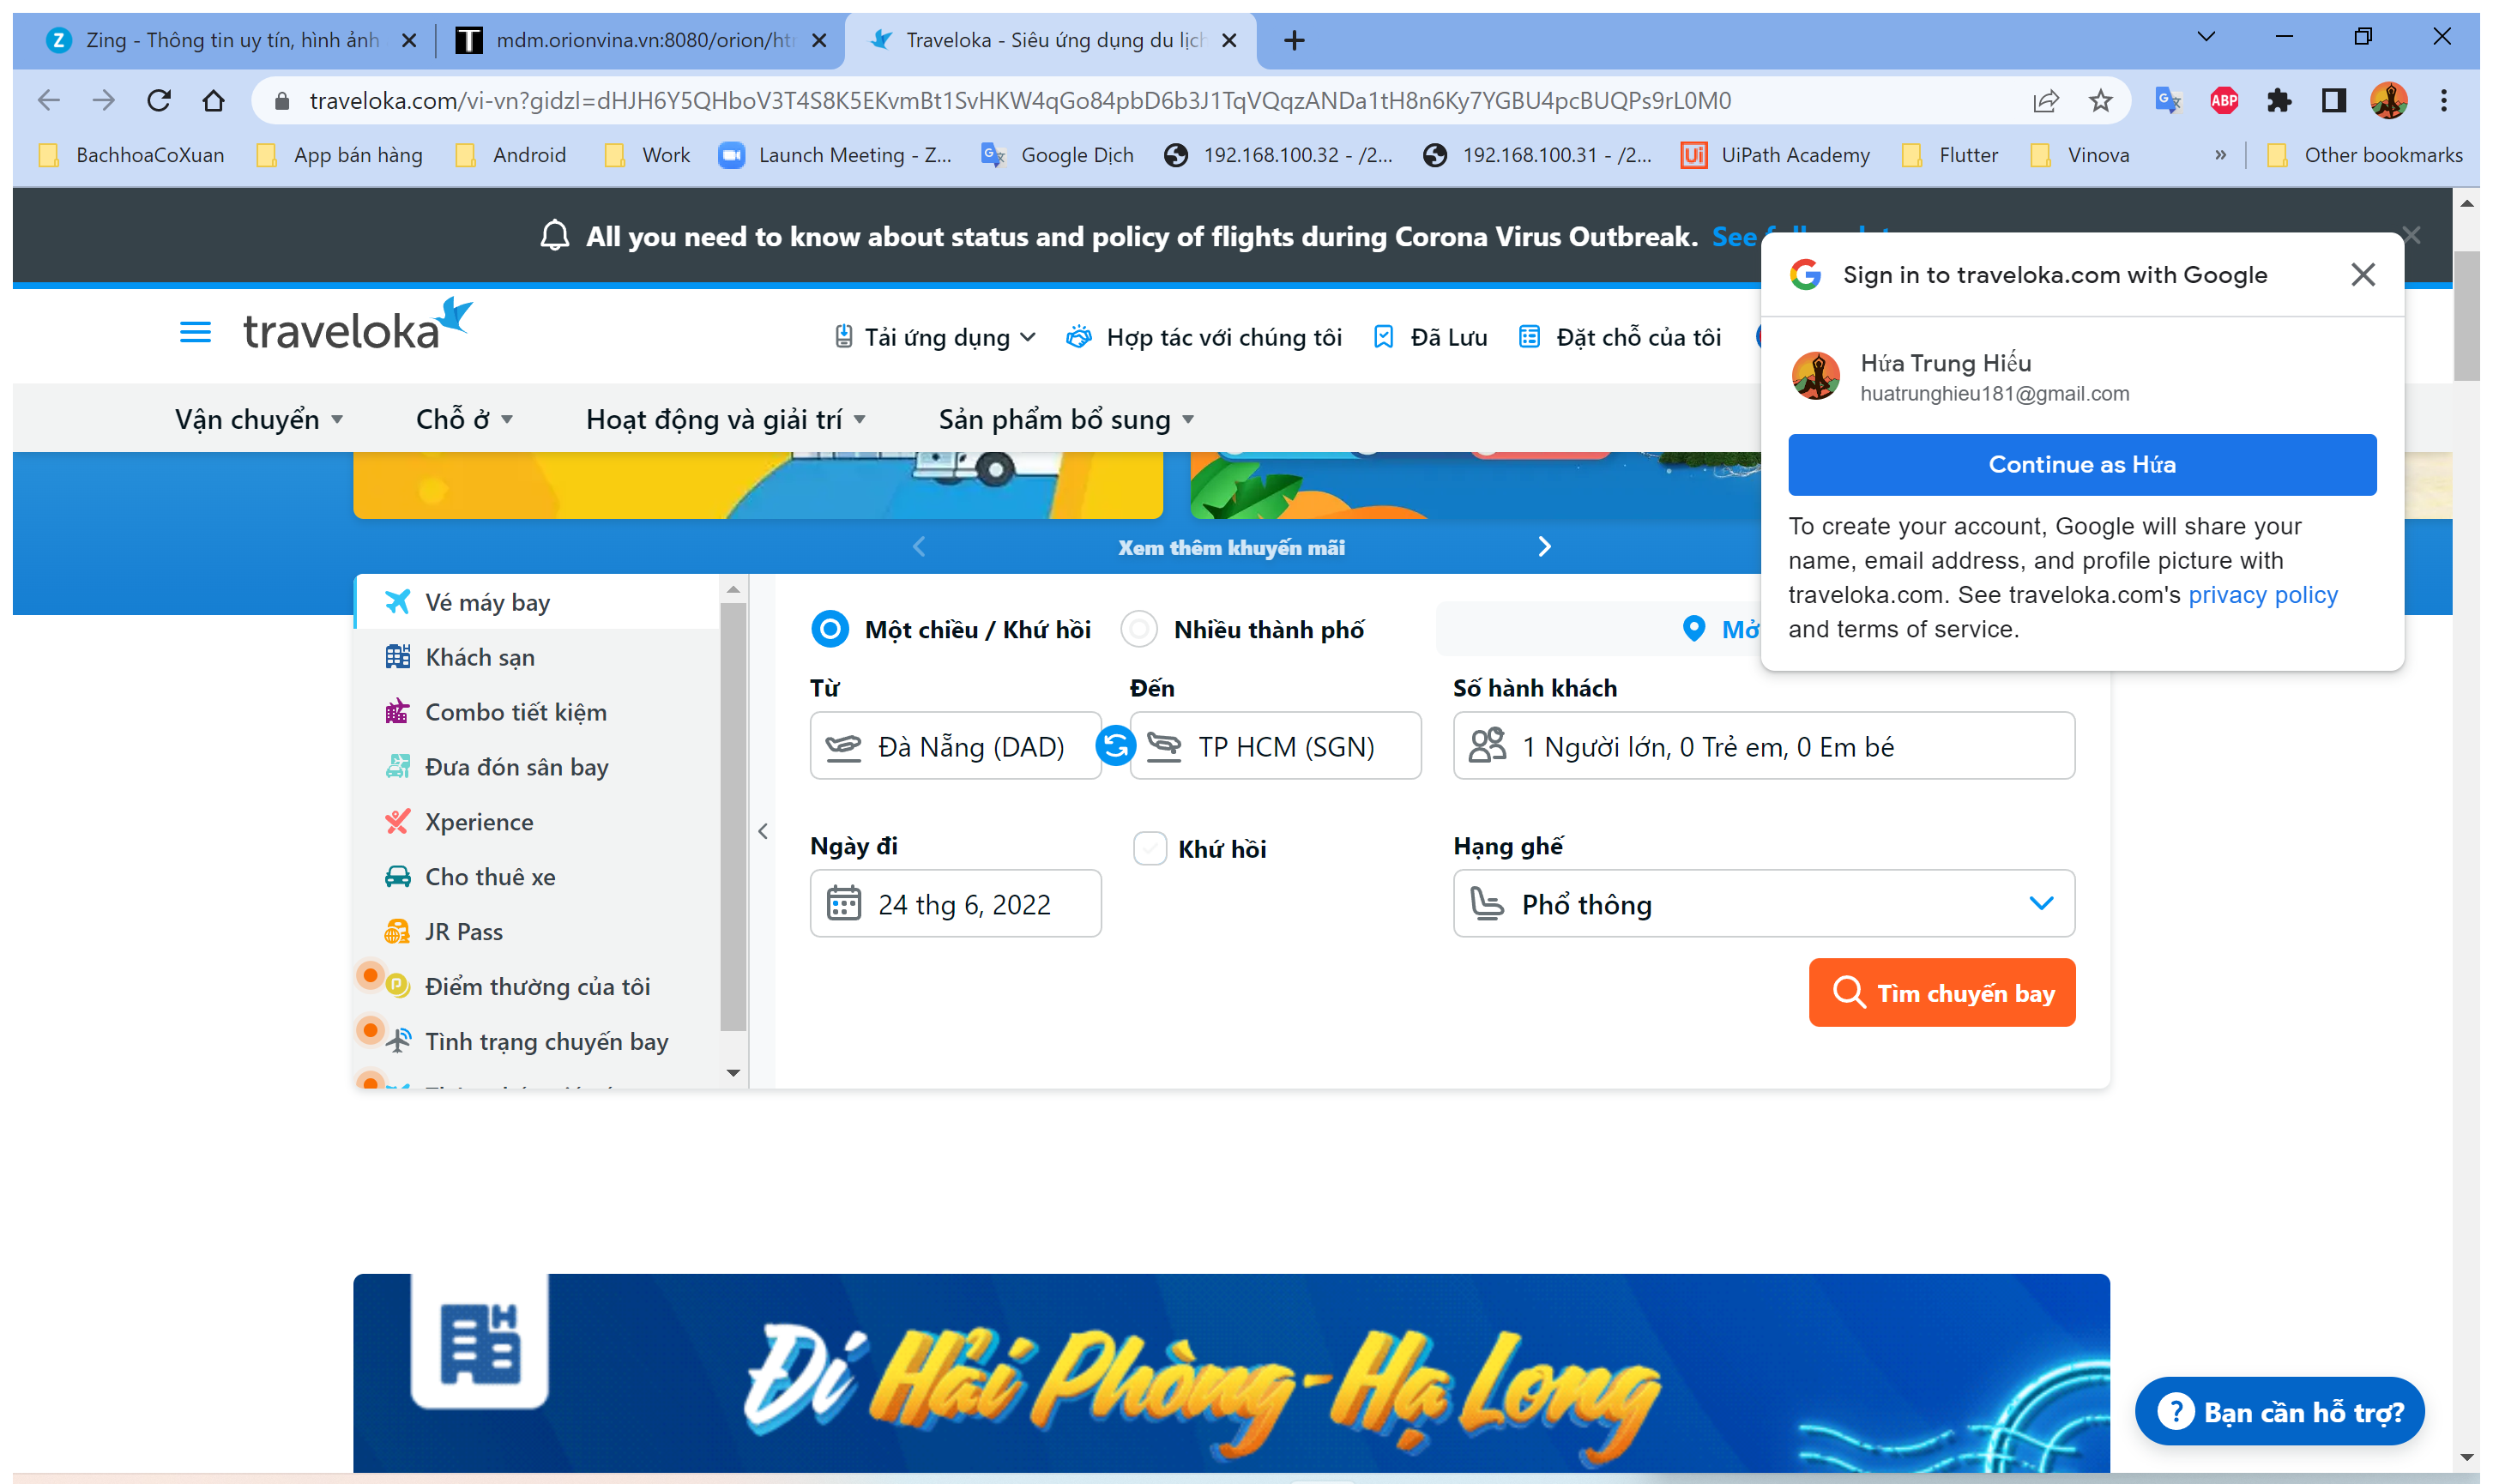 Zing - Thông tin uy tín, hình ảnh
mdm.orionvina.vn:8080/orion/ht
Traveloka - Siêu ứng dụng du lịch
traveloka.com/vi-vn?gidzl=dHJH6Y5QHboV3T4S8K5EKvmBt1SvHKW4qGo84pbD6b3J1TqVQqzANDa1tH8n6Ky7YGBU4pcBUQPs9rL0M0
ABP
BachhoaCoXuan App bán hàng Android Work Launch Meeting - Z... Google Dịch 192.168.100.32 - /2... 192.168.100.31 - /2... UiPath Academy Flutter Vinova » Other bookmarks
All you need to know about status and policy of flights during Corona Virus Outbreak. See
Sign in to traveloka.com with Google
Hứa Trung Hiếu
huatrunghieu181@gmail.com
Continue as Hứa
To create your account, Google will share your
name, email address, and profile picture with
traveloka.com. See traveloka.com's privacy policy
and terms of service.
traveloka
Tải ứng dụng Hợp tác với chúng tôi Đã Lưu Đặt chỗ của tôi
Vận chuyển Chỗ ở Hoạt động và giải trí Sản phẩm bổ sung
Xem thêm khuyến mãi
Vé máy bay
Khách sạn
Combo tiết kiệm
Đưa đón sân bay
Xperience
Cho thuê xe
JR Pass
Điểm thường của tôi
Tình trạng chuyến bay
Một chiều / Khứ hồi Nhiều thành phố
Mở
Từ Đến Số hành khách
Đà Nẵng (DAD) TP HCM (SGN) 1 Người lớn, 0 Trẻ em, 0 Em bé
Ngày đi Khứ hồi Hạng ghế
24 thg 6, 2022 Phổ thông
Tìm chuyến bay
Đi Hải Phòng-Hạ Long
Bạn cần hỗ trợ?